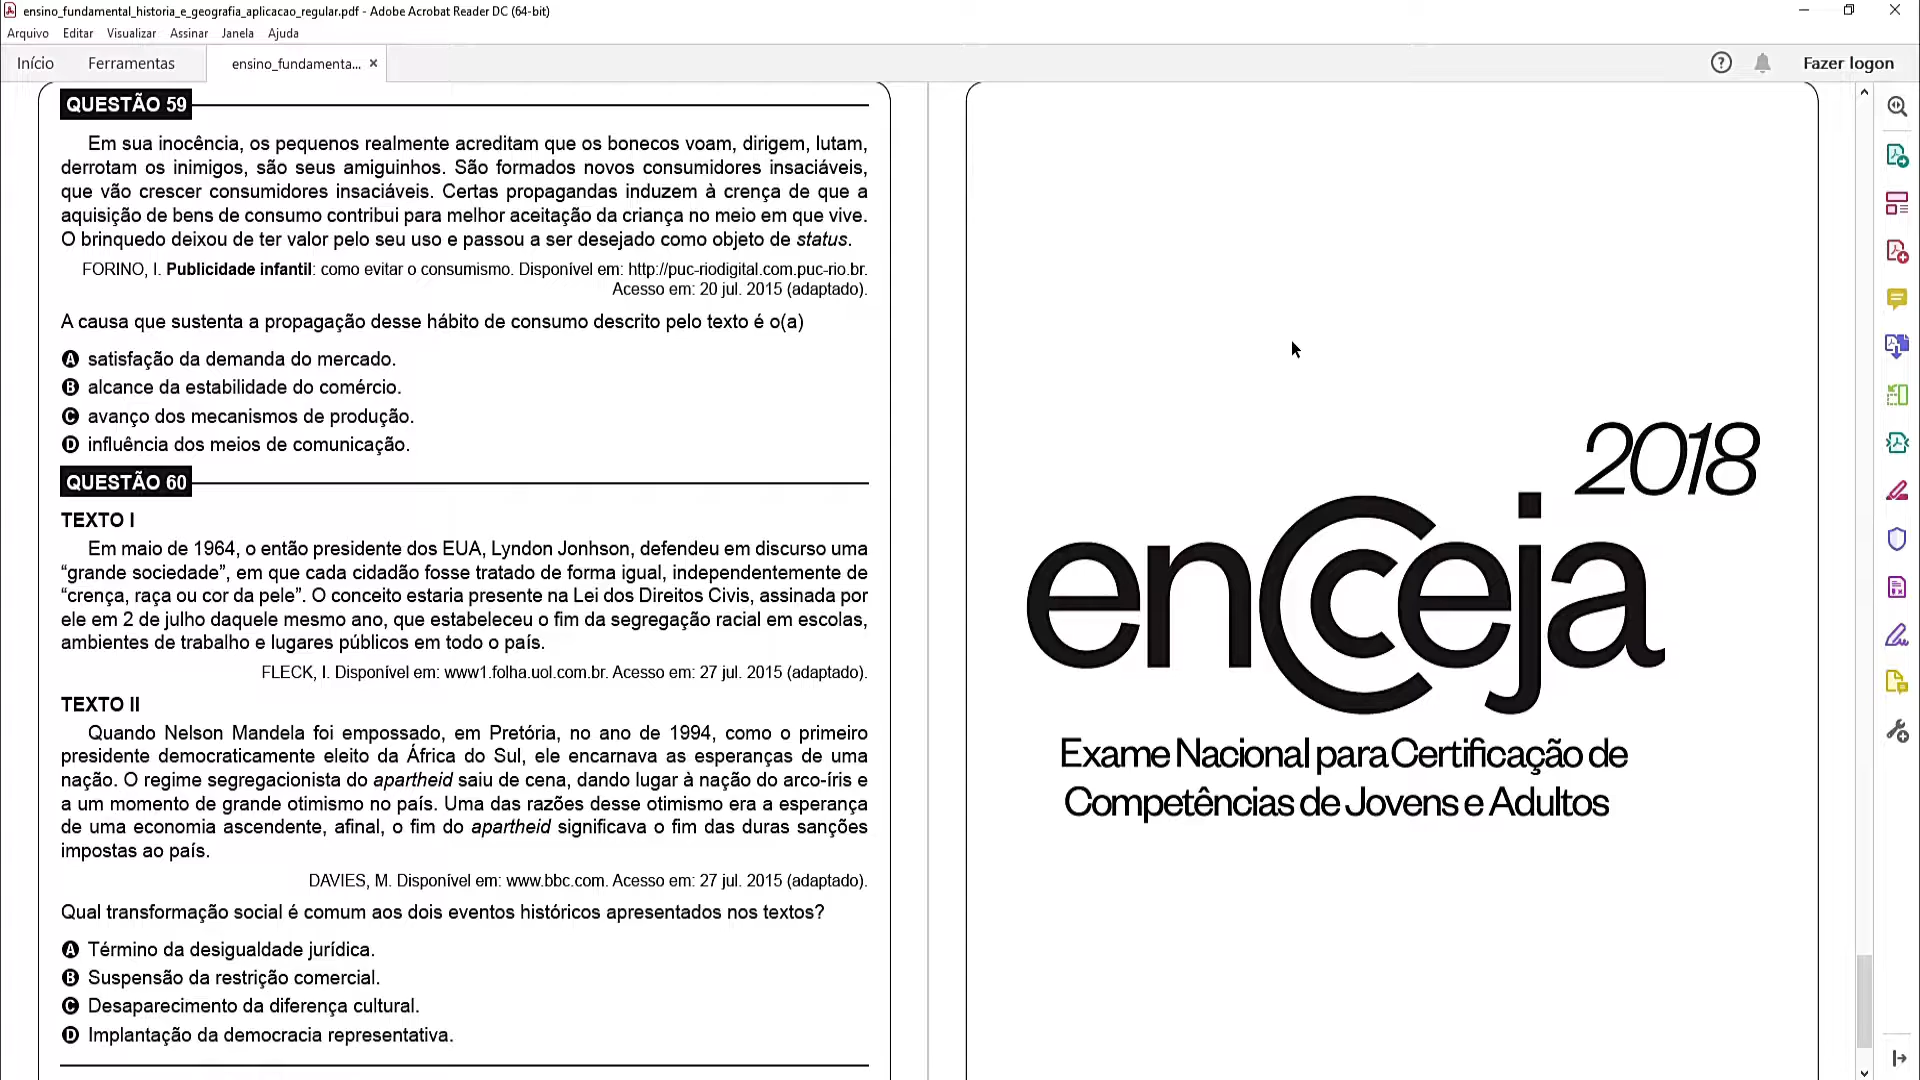 ensino_fundamental_historia_e_geografia_aplicacao_regular.pdf - Adobe Acrobat Reader DC (64-bit)
Arquivo Editar Visualizar Assinar Janela Ajuda
Início Ferramentas ensino_fundamenta... × Fazer logon
QUESTÃO 59
Em sua inocência, os pequenos realmente acreditam que os bonecos voam, dirigem, lutam,
derrotam os inimigos, são seus amiguinhos. São formados novos consumidores insaciáveis,
que vão crescer consumidores insaciáveis. Certas propagandas induzem à crença de que a
aquisição de bens de consumo contribui para melhor aceitação da criança no meio em que vive.
O brinquedo deixou de ter valor pelo seu uso e passou a ser desejado como objeto de status.
FORINO, I. Publicidade infantil: como evitar o consumismo. Disponível em: http://puc-riodigital.com.puc-rio.br.
Acesso em: 20 jul. 2015 (adaptado).
A causa que sustenta a propagação desse hábito de consumo descrito pelo texto é o(a)
A satisfação da demanda do mercado.
B alcance da estabilidade do comércio.
C avanço dos mecanismos de produção.
D influência dos meios de comunicação.
QUESTÃO 60
TEXTO I
Em maio de 1964, o então presidente dos EUA, Lyndon Jonhson, defendeu em discurso uma
“grande sociedade”, em que cada cidadão fosse tratado de forma igual, independentemente de
“crença, raça ou cor da pele”. O conceito estaria presente na Lei dos Direitos Civis, assinada por
ele em 2 de julho daquele mesmo ano, que estabeleceu o fim da segregação racial em escolas,
ambientes de trabalho e lugares públicos em todo o país.
FLECK, I. Disponível em: www1.folha.uol.com.br. Acesso em: 27 jul. 2015 (adaptado).
TEXTO II
Quando Nelson Mandela foi empossado, em Pretória, no ano de 1994, como o primeiro
presidente democraticamente eleito da África do Sul, ele encarnava as esperanças de uma
nação. O regime segregacionista do apartheid saiu de cena, dando lugar à nação do arco-íris e
a um momento de grande otimismo no país. Uma das razões desse otimismo era a esperança
de uma economia ascendente, afinal, o fim do apartheid significava o fim das duras sanções
impostas ao país.
DAVIES, M. Disponível em: www.bbc.com. Acesso em: 27 jul. 2015 (adaptado).
Qual transformação social é comum aos dois eventos históricos apresentados nos textos?
A Término da desigualdade jurídica.
B Suspensão da restrição comercial.
C Desaparecimento da diferença cultural.
D Implantação da democracia representativa.
2018
encceja
Exame Nacional para Certificação de
Competências de Jovens e Adultos